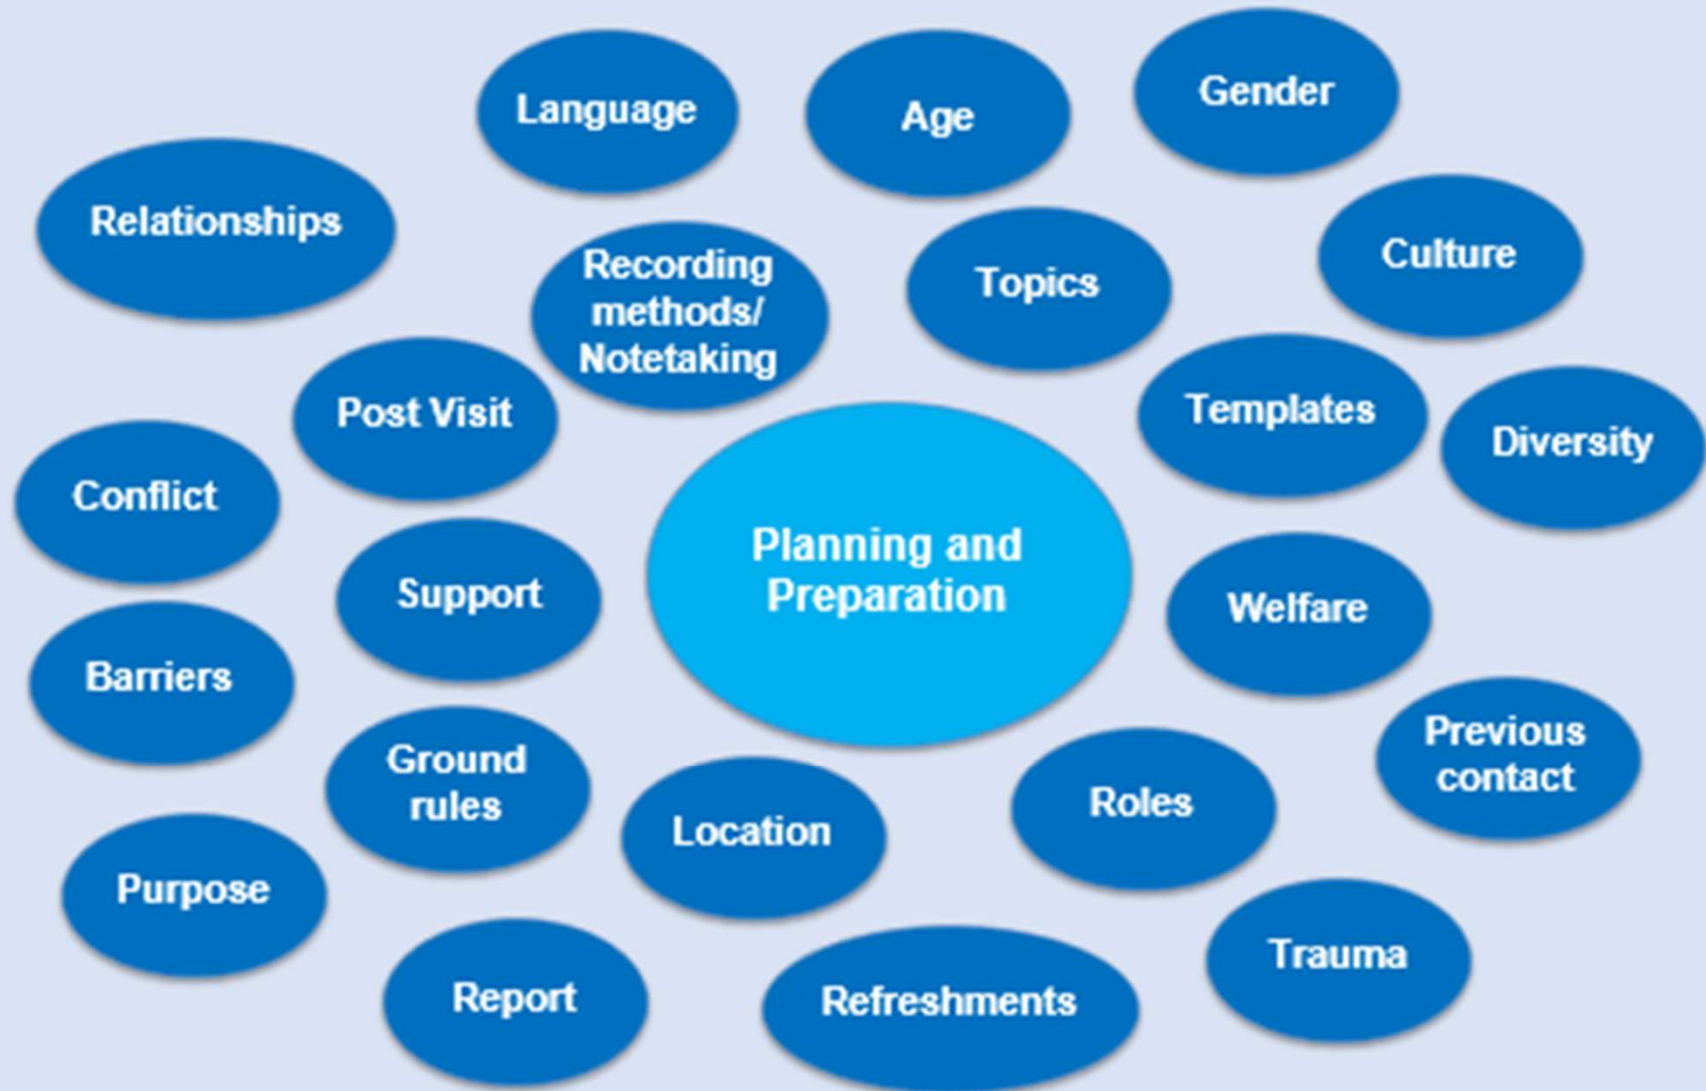 Language
Age
Gender
Relationships
Recording
methods/
Notetaking
Topics
Culture
Post Visit
Templates
Diversity
Conflict
Planning and
Preparation
Support
Welfare
Barriers
Ground
rules
Location
Roles
Previous
contact
Purpose
Report
Refreshments
Trauma